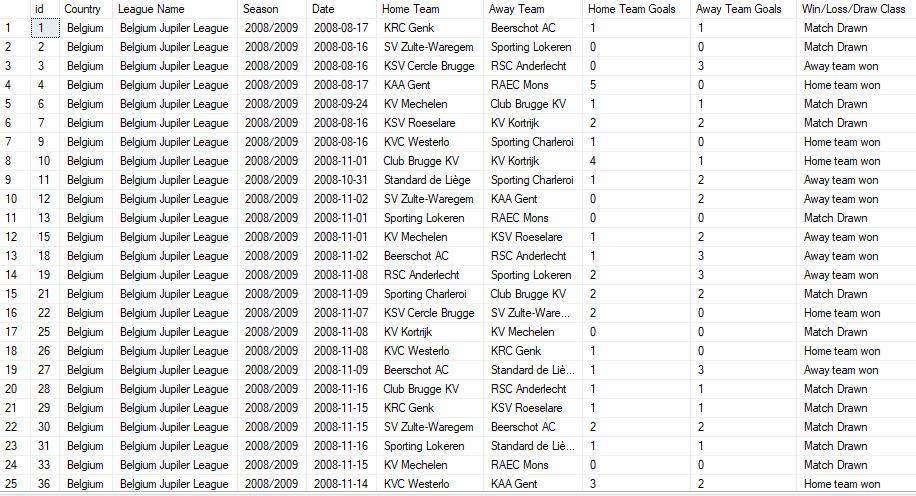 id Country League Name Season Date Home Team Away Team Home Team Goals Away Team Goals Win/Loss/Draw Class
1 1 Belgium Belgium Jupiler League 2008/2009 2008-08-17 KRC Genk Beerschot AC 1 1 Match Drawn
2 2 Belgium Belgium Jupiler League 2008/2009 2008-08-16 SV Zulte-Waregem Sporting Lokeren 0 0 Match Drawn
3 3 Belgium Belgium Jupiler League 2008/2009 2008-08-16 KSV Cercle Brugge RSC Anderlecht 0 3 Away team won
4 4 Belgium Belgium Jupiler League 2008/2009 2008-08-17 KAA Gent RAEC Mons 5 0 Home team won
5 6 Belgium Belgium Jupiler League 2008/2009 2008-09-24 KV Mechelen Club Brugge KV 1 1 Match Drawn
6 7 Belgium Belgium Jupiler League 2008/2009 2008-08-16 KSV Roeselare KV Kortrijk 2 2 Match Drawn
7 9 Belgium Belgium Jupiler League 2008/2009 2008-08-16 KVC Westerlo Sporting Charleroi 1 0 Home team won
8 10 Belgium Belgium Jupiler League 2008/2009 2008-11-01 Club Brugge KV KV Kortrijk 4 1 Home team won
9 11 Belgium Belgium Jupiler League 2008/2009 2008-10-31 Standard de Liège Sporting Charleroi 1 2 Away team won
10 12 Belgium Belgium Jupiler League 2008/2009 2008-11-02 SV Zulte-Waregem KAA Gent 0 2 Away team won
11 13 Belgium Belgium Jupiler League 2008/2009 2008-11-01 Sporting Lokeren RAEC Mons 0 0 Match Drawn
12 15 Belgium Belgium Jupiler League 2008/2009 2008-11-01 KV Mechelen KSV Roeselare 1 2 Away team won
13 18 Belgium Belgium Jupiler League 2008/2009 2008-11-02 Beerschot AC RSC Anderlecht 1 3 Away team won
14 19 Belgium Belgium Jupiler League 2008/2009 2008-11-08 RSC Anderlecht Sporting Lokeren 2 3 Away team won
15 21 Belgium Belgium Jupiler League 2008/2009 2008-11-09 Sporting Charleroi Club Brugge KV 2 2 Match Drawn
16 22 Belgium Belgium Jupiler League 2008/2009 2008-11-07 KSV Cercle Brugge SV Zulte-Ware... 2 0 Home team won
17 25 Belgium Belgium Jupiler League 2008/2009 2008-11-08 KV Kortrijk KV Mechelen 0 0 Match Drawn
18 26 Belgium Belgium Jupiler League 2008/2009 2008-11-08 KVC Westerlo KRC Genk 1 0 Home team won
19 27 Belgium Belgium Jupiler League 2008/2009 2008-11-09 Beerschot AC Standard de Liè... 1 3 Away team won
20 28 Belgium Belgium Jupiler League 2008/2009 2008-11-16 Club Brugge KV RSC Anderlecht 1 1 Match Drawn
21 29 Belgium Belgium Jupiler League 2008/2009 2008-11-15 KRC Genk KSV Roeselare 1 1 Match Drawn
22 30 Belgium Belgium Jupiler League 2008/2009 2008-11-15 SV Zulte-Waregem Beerschot AC 2 2 Match Drawn
23 31 Belgium Belgium Jupiler League 2008/2009 2008-11-16 Sporting Lokeren Standard de Liè... 1 1 Match Drawn
24 33 Belgium Belgium Jupiler League 2008/2009 2008-11-15 KV Mechelen RAEC Mons 0 0 Match Drawn
25 36 Belgium Belgium Jupiler League 2008/2009 2008-11-14 KVC Westerlo KAA Gent 3 2 Home team won